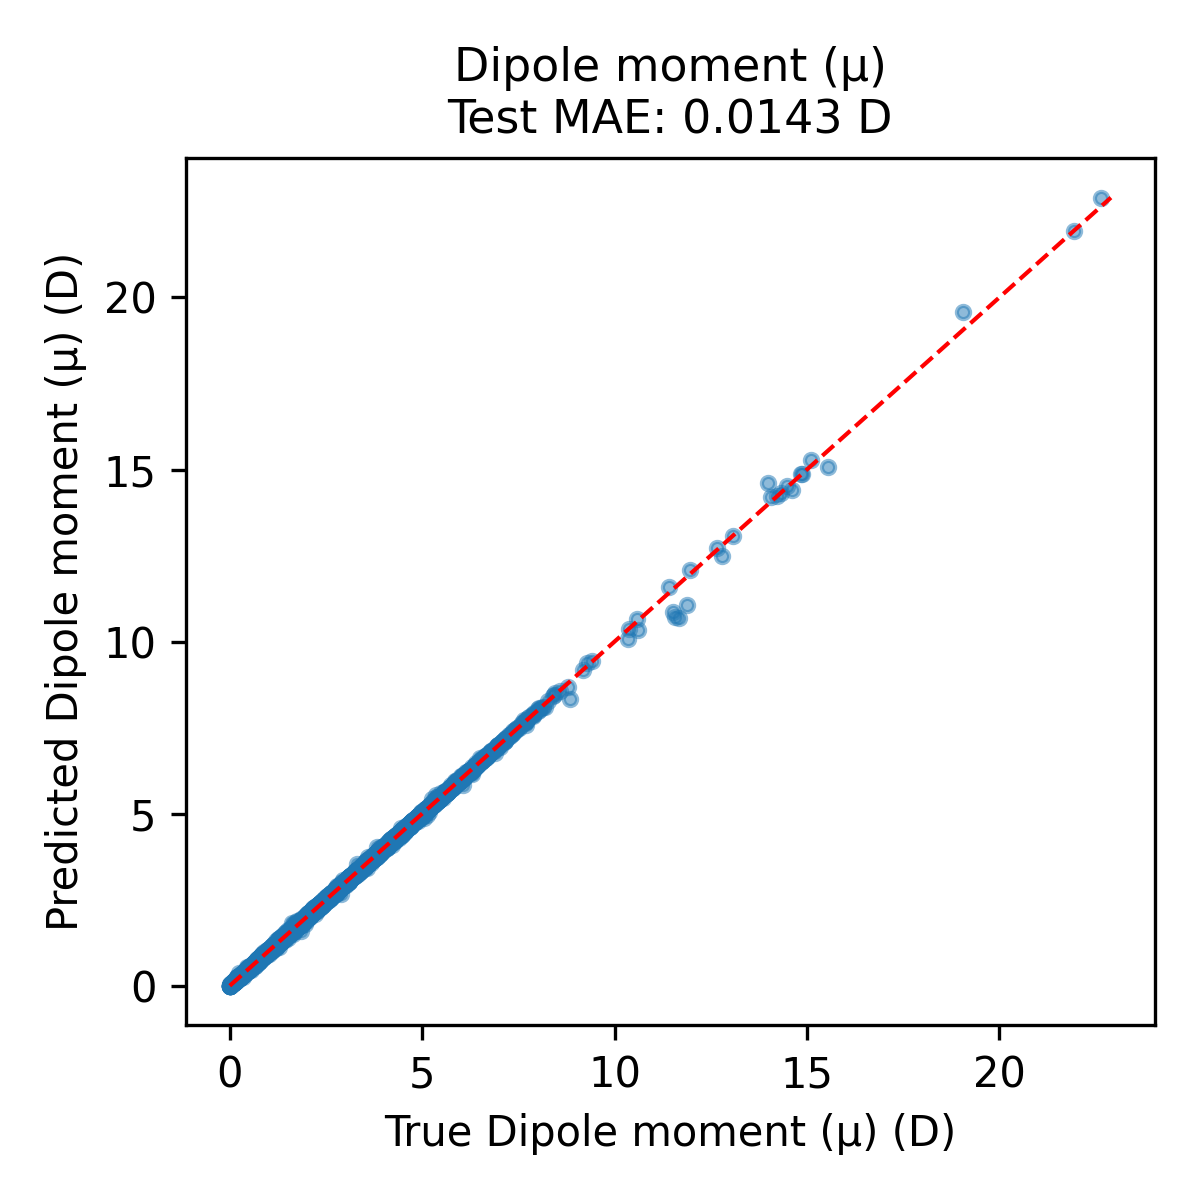 Dipole moment (μ)
Test MAE: 0.0143 D
Predicted Dipole moment (μ) (D)
20
15
10
5
0
0 5 10 15 20
True Dipole moment (μ) (D)